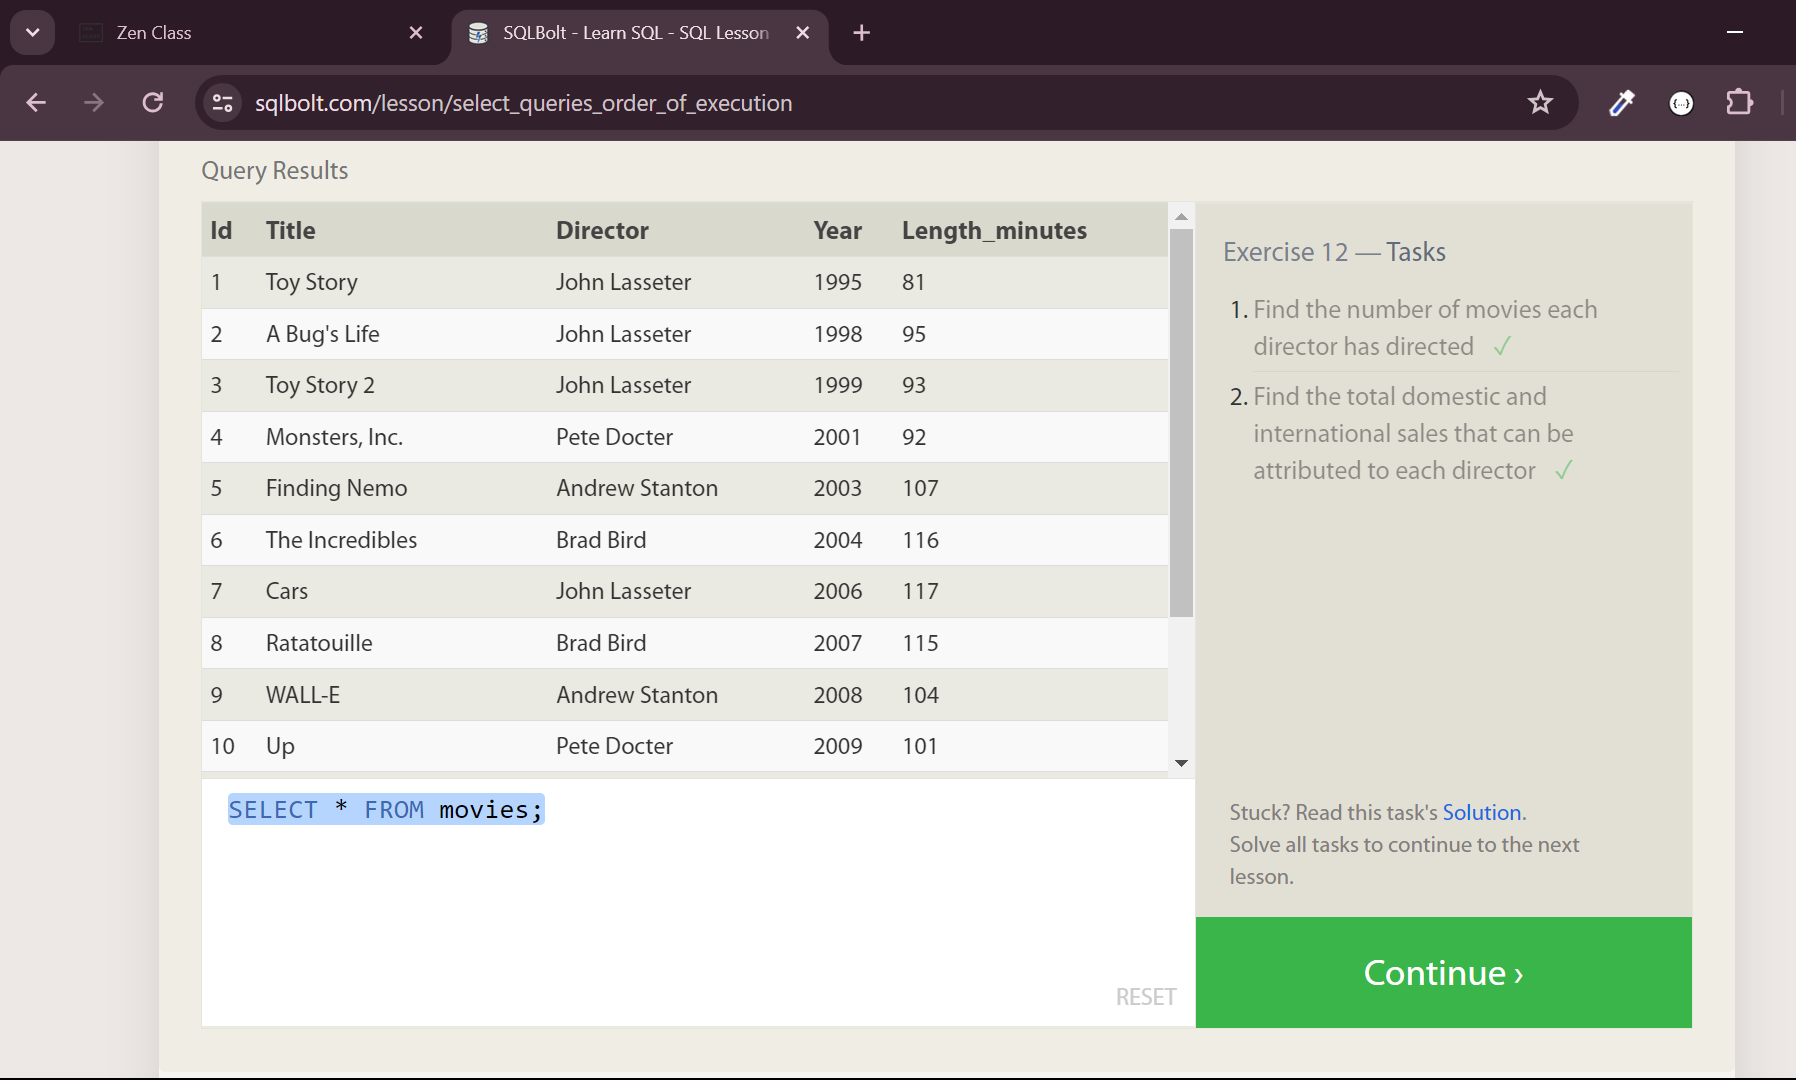 Zen Class
SQLBolt - Learn SQL - SQL Lesson
sqlbolt.com/lesson/select_queries_order_of_execution
Query Results
Id Title Director Year Length_minutes
1 Toy Story John Lasseter 1995 81
2 A Bug's Life John Lasseter 1998 95
3 Toy Story 2 John Lasseter 1999 93
4 Monsters, Inc. Pete Docter 2001 92
5 Finding Nemo Andrew Stanton 2003 107
6 The Incredibles Brad Bird 2004 116
7 Cars John Lasseter 2006 117
8 Ratatouille Brad Bird 2007 115
9 WALL-E Andrew Stanton 2008 104
10 Up Pete Docter 2009 101
SELECT * FROM movies;
RESET
Exercise 12 — Tasks
1. Find the number of movies each
director has directed ✓
2. Find the total domestic and
international sales that can be
attributed to each director ✓
Stuck? Read this task's Solution.
Solve all tasks to continue to the next
lesson.
Continue ›